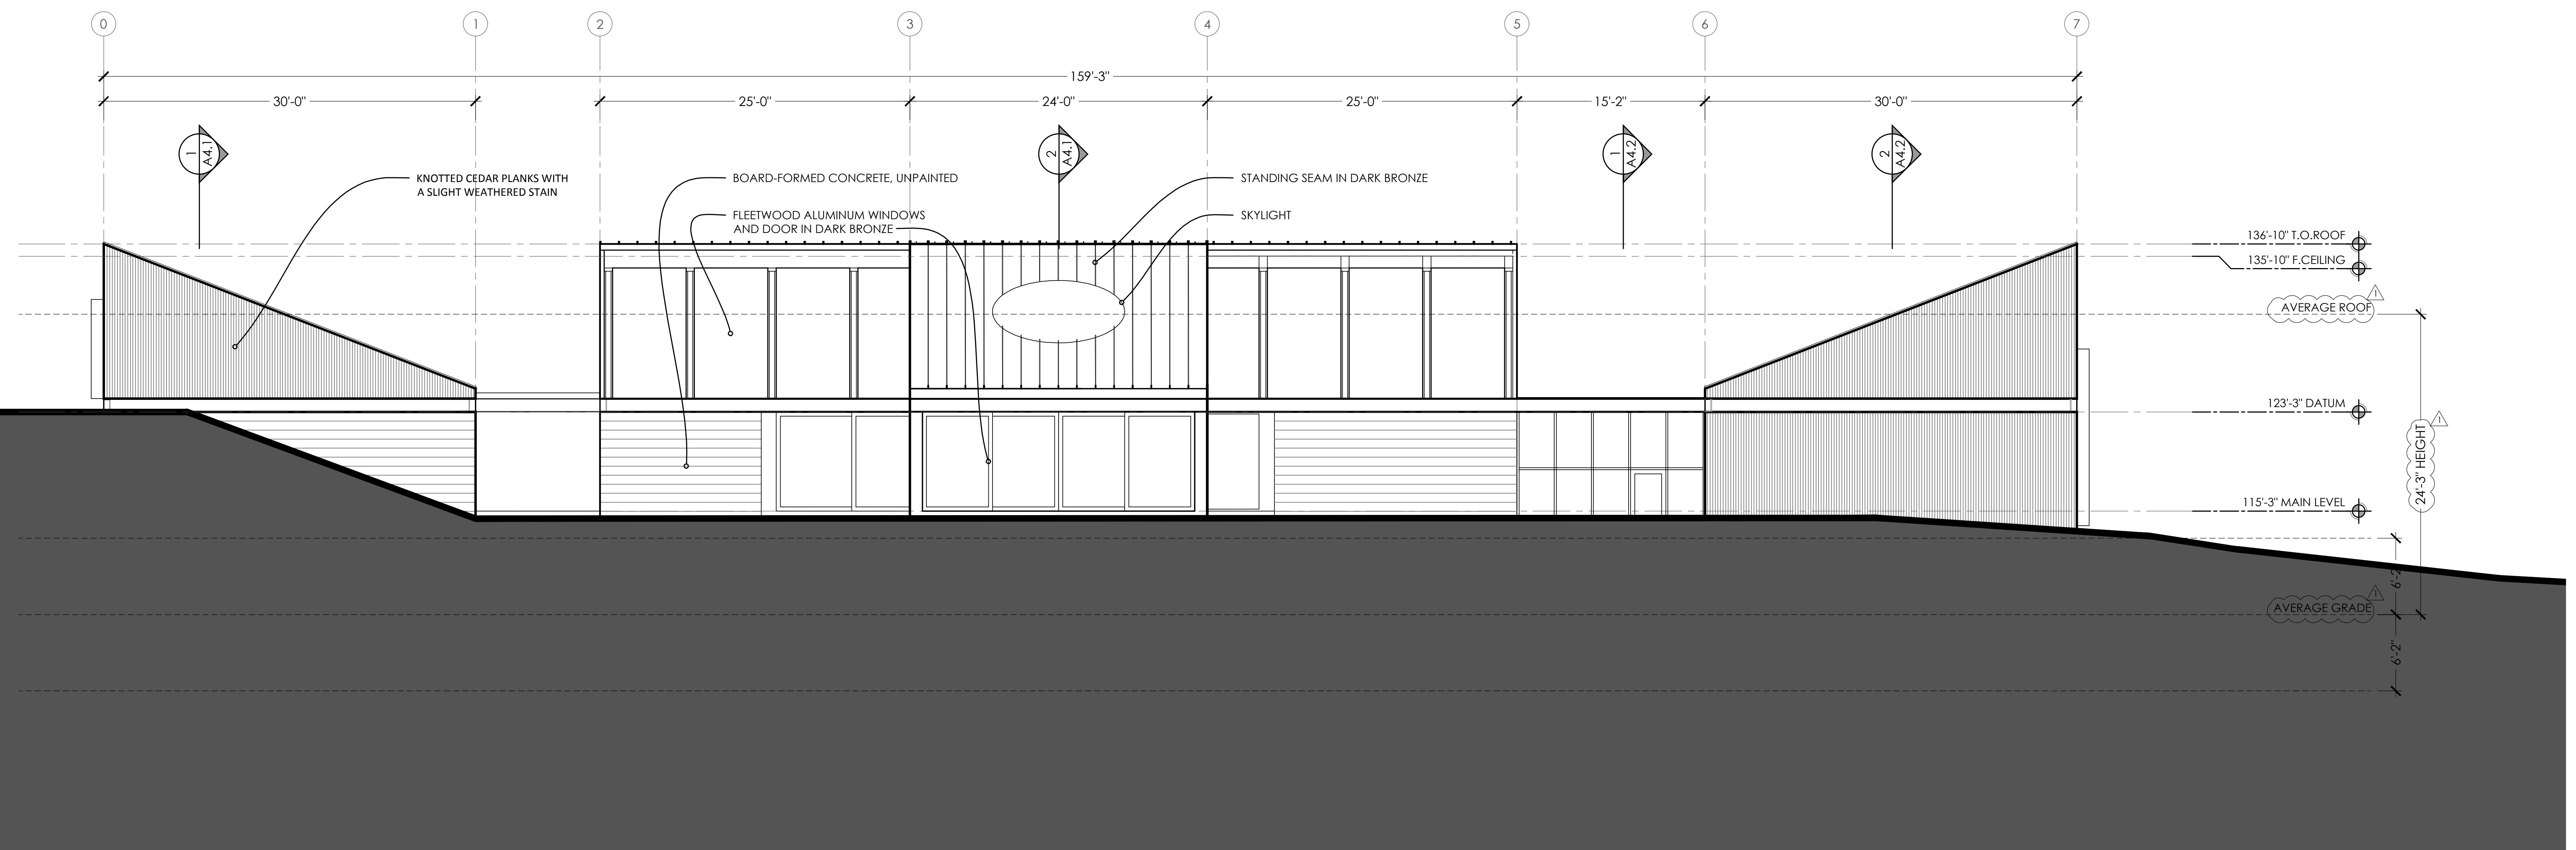 0 1 2 3 4 5 6 7
159'-3"
30'-0" 25'-0" 24'-0" 25'-0" 15'-2" 30'-0"
1
A4.1
2
A4.1
1
A4.2
2
A4.2
KNOTTED CEDAR PLANKS WITH
A SLIGHT WEATHERED STAIN
BOARD-FORMED CONCRETE, UNPAINTED
FLEETWOOD ALUMINUM WINDOWS
AND DOOR IN DARK BRONZE
STANDING SEAM IN DARK BRONZE
SKYLIGHT
136'-10" T.O.ROOF
135'-10" F.CEILING
1
AVERAGE ROOF
123'-3" DATUM
1
24'-3" HEIGHT
115'-3" MAIN LEVEL
6'-2"
1
AVERAGE GRADE
6'-2"